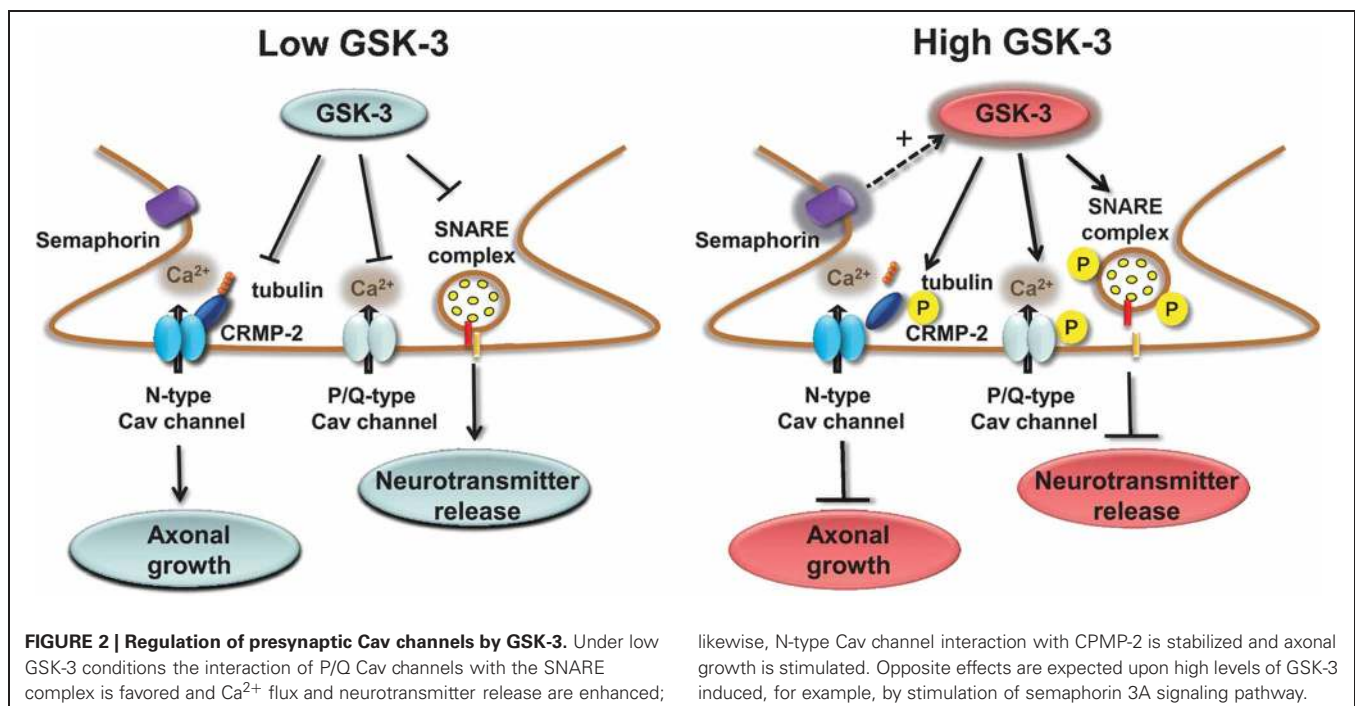 Low GSK-3
GSK-3
Semaphorin
Ca2+
tubulin
CRMP-2
Ca2+
SNARE
complex
N-type
Cav channel
P/Q-type
Cav channel
Axonal
growth
Neurotransmitter
release
High GSK-3
GSK-3
+
Semaphorin
Ca2+
tubulin
P
CRMP-2
Ca2+
P
SNARE
complex
P
P
N-type
Cav channel
P/Q-type
Cav channel
Axonal
growth
Neurotransmitter
release
FIGURE 2 | Regulation of presynaptic Cav channels by GSK-3. Under low
GSK-3 conditions the interaction of P/Q Cav channels with the SNARE
complex is favored and Ca2+ flux and neurotransmitter release are enhanced;
likewise, N-type Cav channel interaction with CPMP-2 is stabilized and axonal
growth is stimulated. Opposite effects are expected upon high levels of GSK-3
induced, for example, by stimulation of semaphorin 3A signaling pathway.